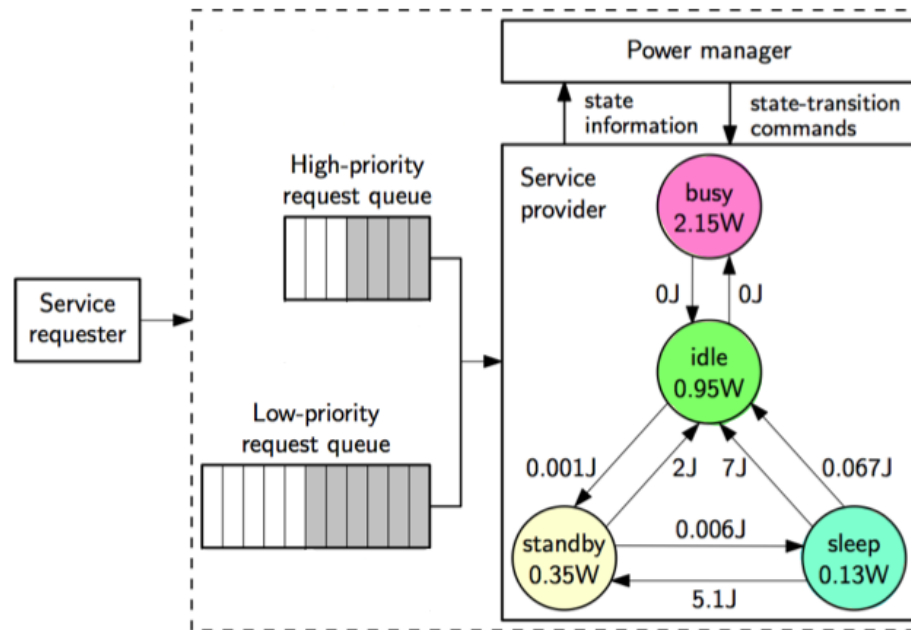 Power manager
state
information
state-transition
commands
High-priority
request queue
Service
provider
busy
2.15W
0J
0J
Service
requester
idle
0.95W
Low-priority
request queue
0.001J
2J
7J
0.067J
0.006J
standby
0.35W
sleep
0.13W
5.1J